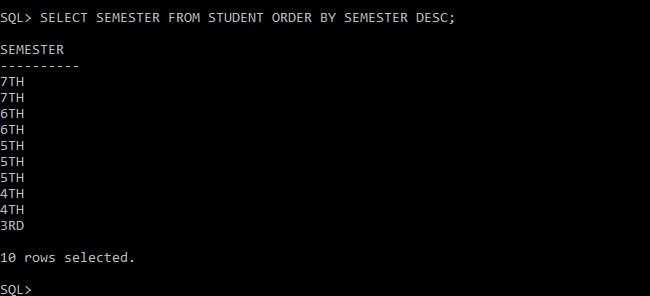 SQL> SELECT SEMESTER FROM STUDENT ORDER BY SEMESTER DESC;
SEMESTER
----------
7TH
7TH
6TH
6TH
5TH
5TH
5TH
4TH
4TH
3RD
10 rows selected.
SQL>